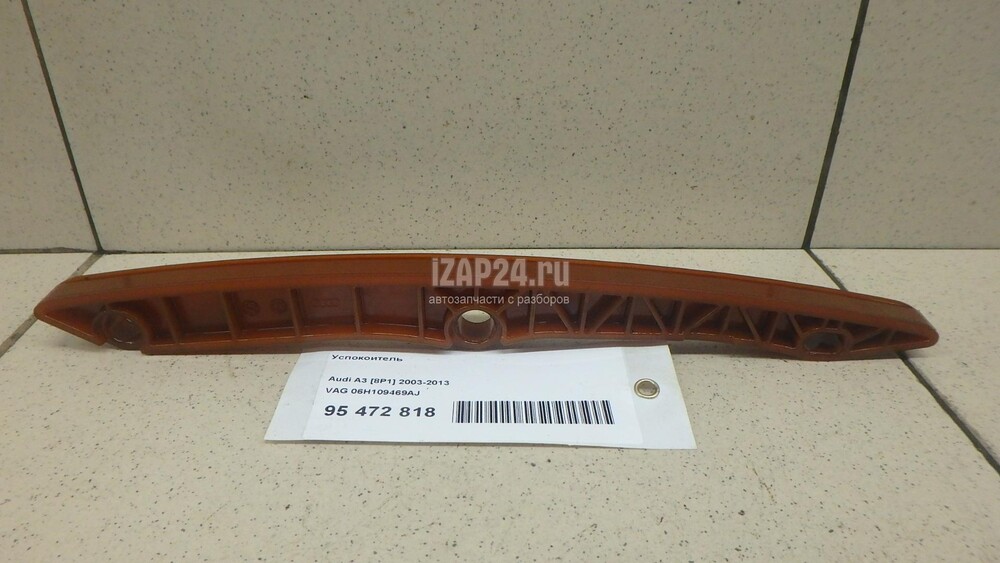 iZAP24.ru
автозапчасти с разборов
Успокоитель
Audi A3 [8P1] 2003-2013
VAG 06H109469AJ
95 472 818